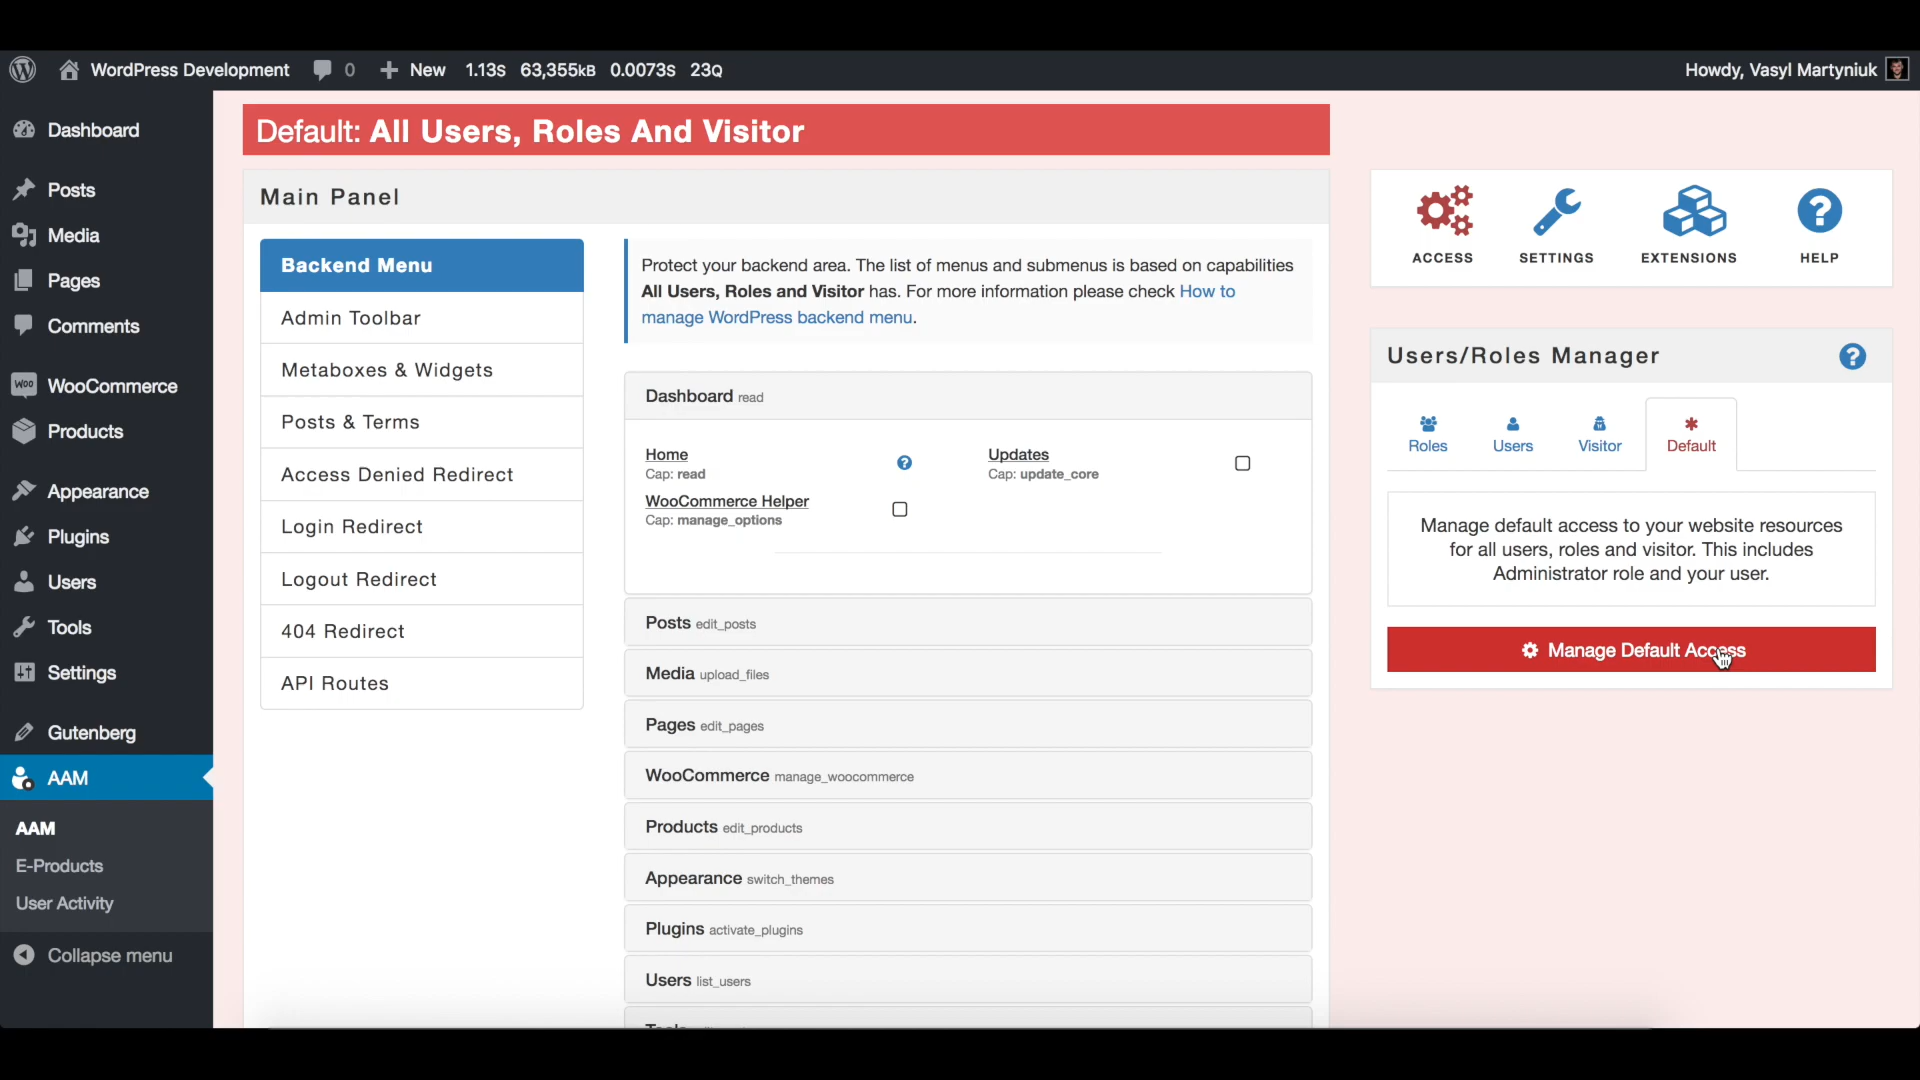 WordPress Development 0 New 1.13s 63,355KB 0.0073s 23Q
Howdy, Vasyl Martyniuk
Dashboard
Posts
Media
Pages
Comments
WooCommerce
Products
Appearance
Plugins
Users
Tools
Settings
Gutenberg
AAM
AAM
E-Products
User Activity
Collapse menu
Default: All Users, Roles And Visitor
Main Panel
Backend Menu
Admin Toolbar
Metaboxes & Widgets
Posts & Terms
Access Denied Redirect
Login Redirect
Logout Redirect
404 Redirect
API Routes
Protect your backend area. The list of menus and submenus is based on capabilities
All Users, Roles and Visitor has. For more information please check How to
manage WordPress backend menu.
Dashboard read
Home
Cap: read
Updates
Cap: update_core
WooCommerce Helper
Cap: manage_options
Posts edit_posts
Media upload_files
Pages edit_pages
WooCommerce manage_woocommerce
Products edit_products
Appearance switch_themes
Plugins activate_plugins
Users list_users
ACCESS
SETTINGS
EXTENSIONS
HELP
Users/Roles Manager
Roles
Users
Visitor
Default
Manage default access to your website resources
for all users, roles and visitor. This includes
Administrator role and your user.
Manage Default Access